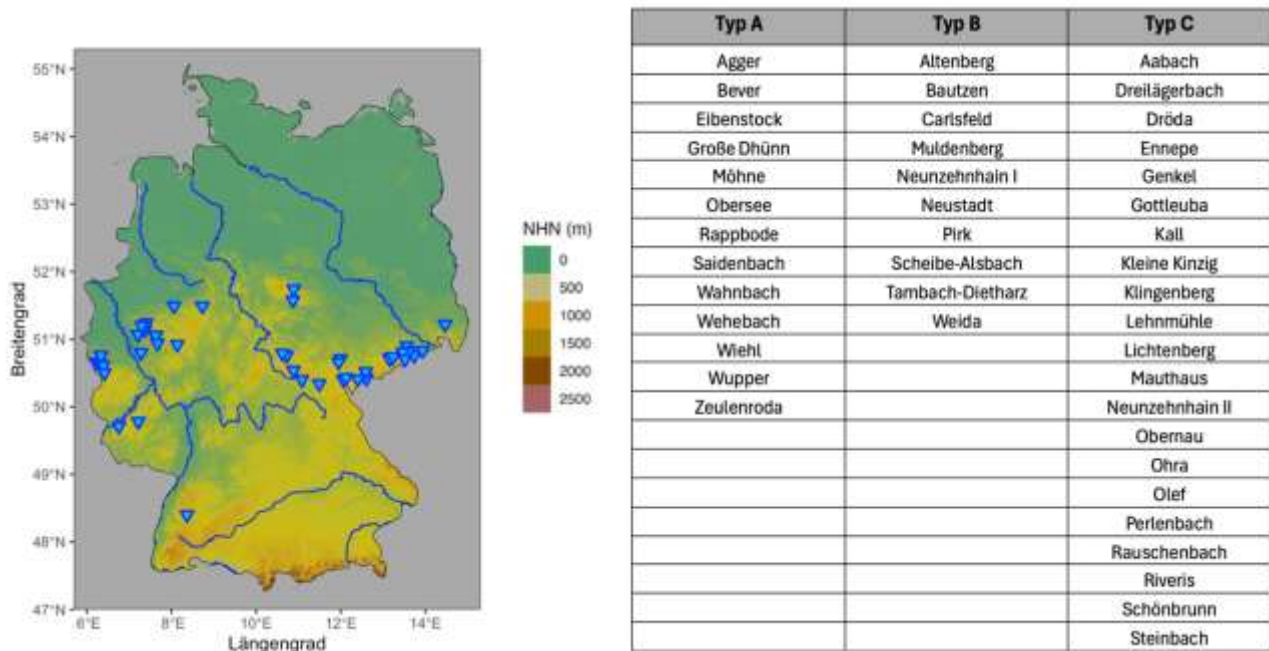 55°N
54°N
53°N
52°N
51°N
50°N
49°N
48°N
47°N
Breitengrad
6°E 8°E 10°E 12°E 14°E
Längengrad
NHN (m)
0
500
1000
1500
2000
2500
Typ A Typ B Typ C
Agger Altenberg Aabach
Bever Bautzen Dreilägerbach
Eibenstock Carlsfeld Dröda
Große Dhünn Muldenberg Ennepe
Möhne Neunzehnhain I Genkel
Obersee Neustadt Gottleuba
Rappbode Pirk Kall
Saidenbach Scheibe-Alsbach Kleine Kinzig
Wahnbach Tambach-Dietharz Klingenberg
Wehebach Weida Lehnmühle
Wiehl Lichtenberg
Wupper Mauthaus
Zeulenroda Neunzehnhain II
Obernau
Ohra
Olef
Perlenbach
Rauschenbach
Riveris
Schönbrunn
Steinbach